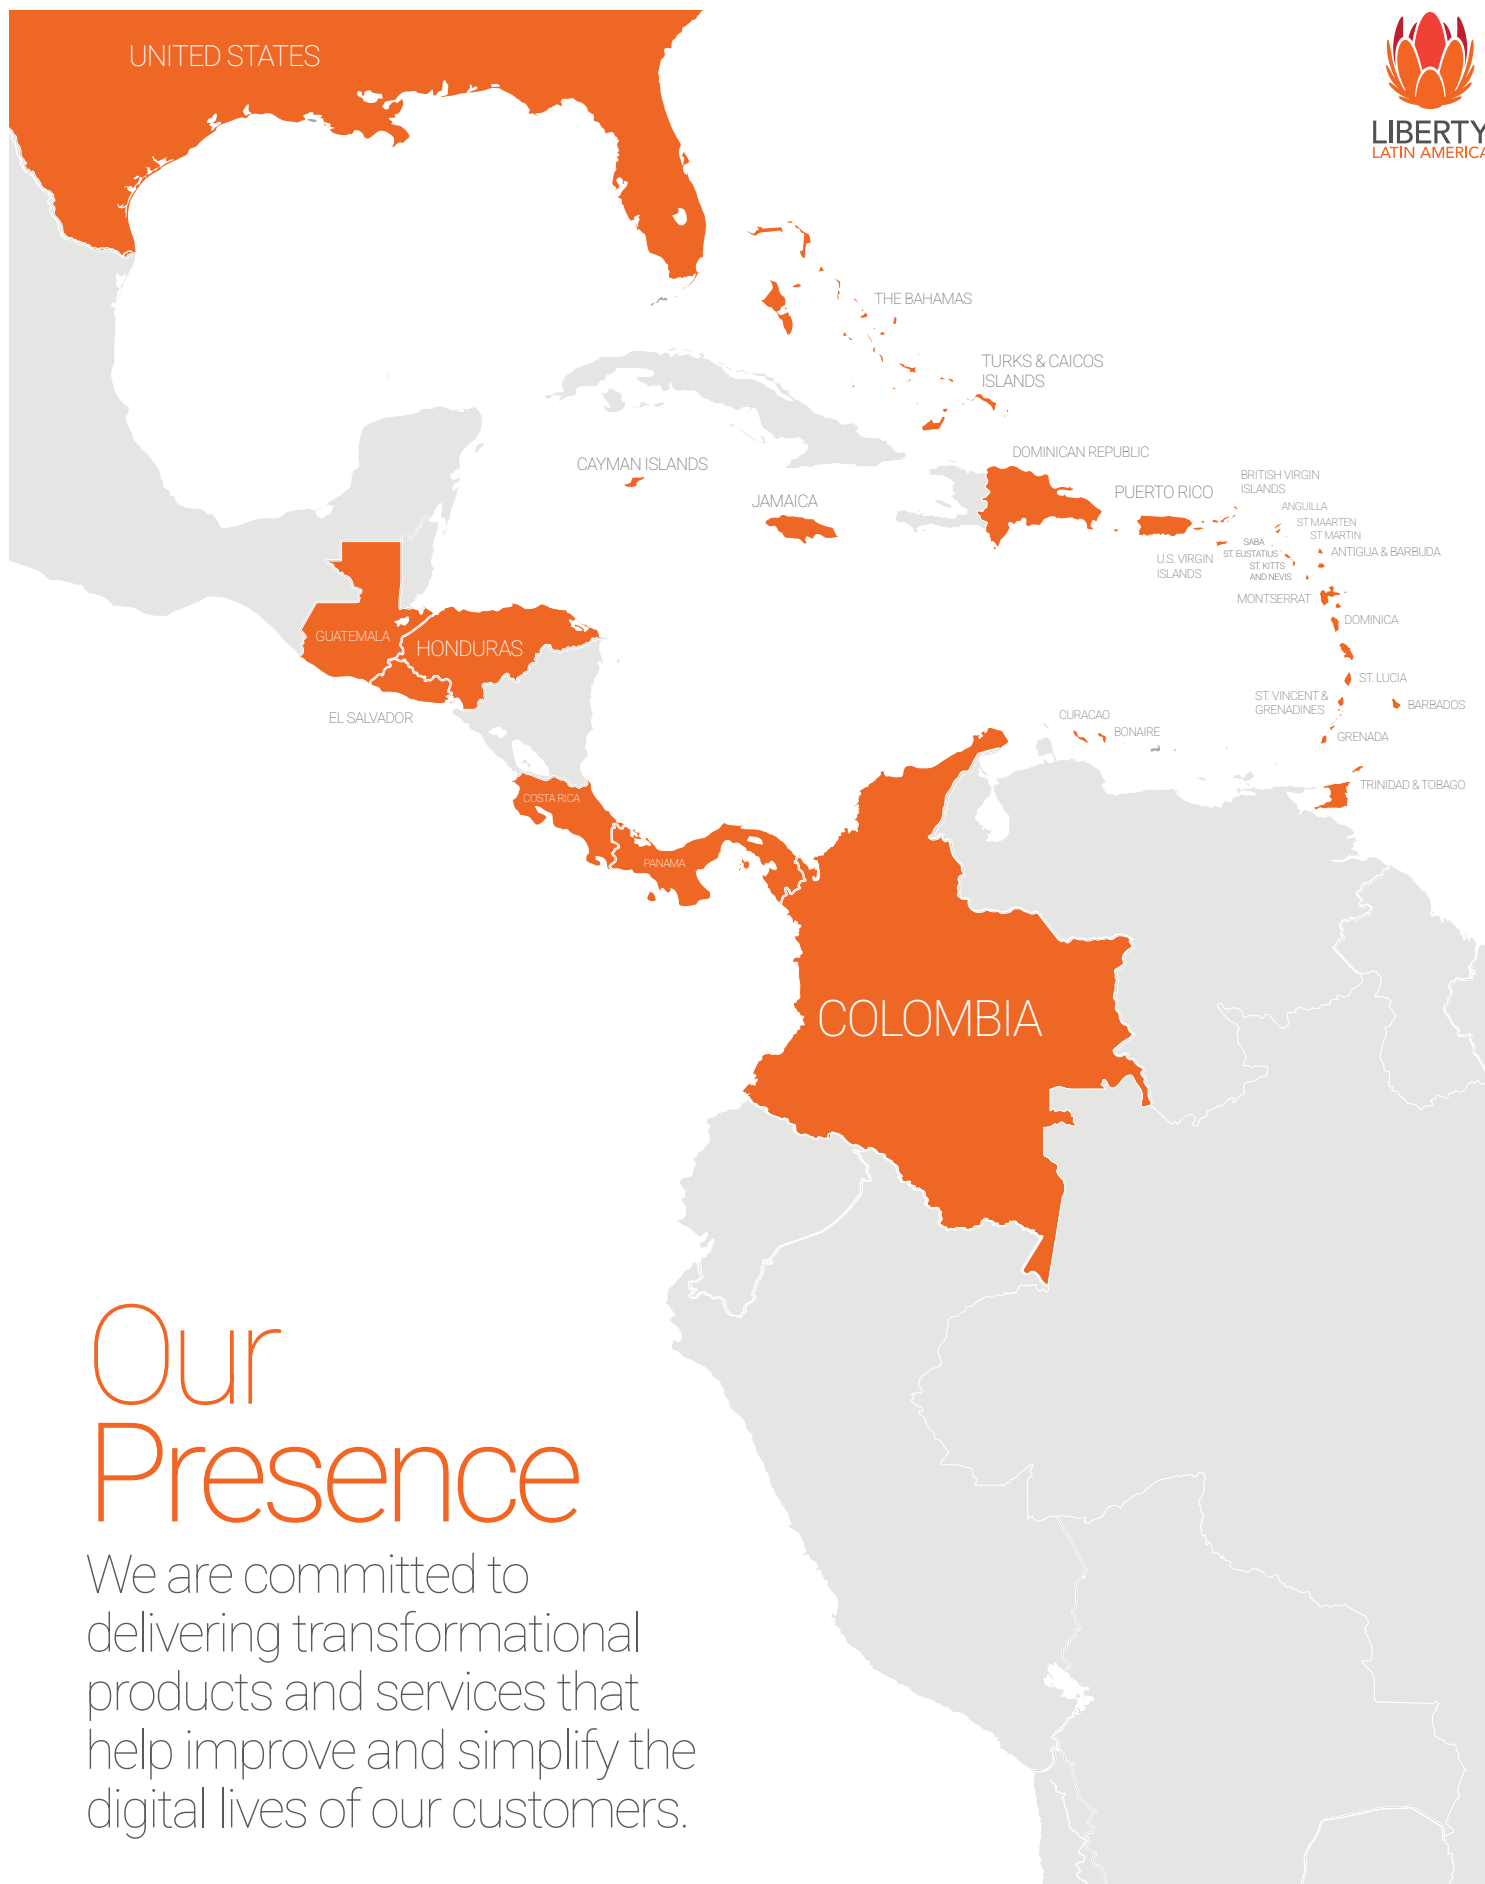 UNITED STATES
LIBERTY
LATIN AMERICA
THE BAHAMAS
TURKS & CAICOS
ISLANDS
CAYMAN ISLANDS
JAMAICA
DOMINICAN REPUBLIC
PUERTO RICO
BRITISH VIRGIN
ISLANDS
ANGUILLA
ST MAARTEN
ST MARTIN
SABA
ST. EUSTATIUS
ST. KITTS
AND NEVIS
U.S. VIRGIN
ISLANDS
ANTIGUA & BARBUDA
MONTSERRAT
DOMINICA
GUATEMALA
HONDURAS
EL SALVADOR
ST. LUCIA
ST. VINCENT &
GRENADINES
BARBADOS
CURACAO
BONAIRE
GRENADA
TRINIDAD & TOBAGO
COSTA RICA
PANAMA
COLOMBIA
Our
Presence
We are committed to
delivering transformational
products and services that
help improve and simplify the
digital lives of our customers.